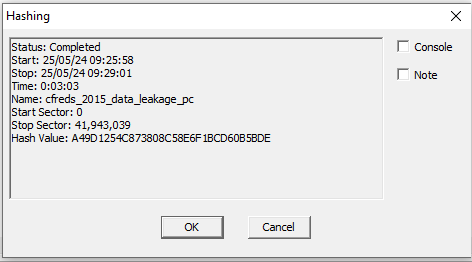 Hashing
Status: Completed
Start: 25/05/24 09:25:58
Stop: 25/05/24 09:29:01
Time: 0:03:03
Name: cfreds_2015_data_leakage_pc
Start Sector: 0
Stop Sector: 41,943,039
Hash Value: A49D1254C873808C58E6F1BCD60B5BDE
Console
Note
OK
Cancel